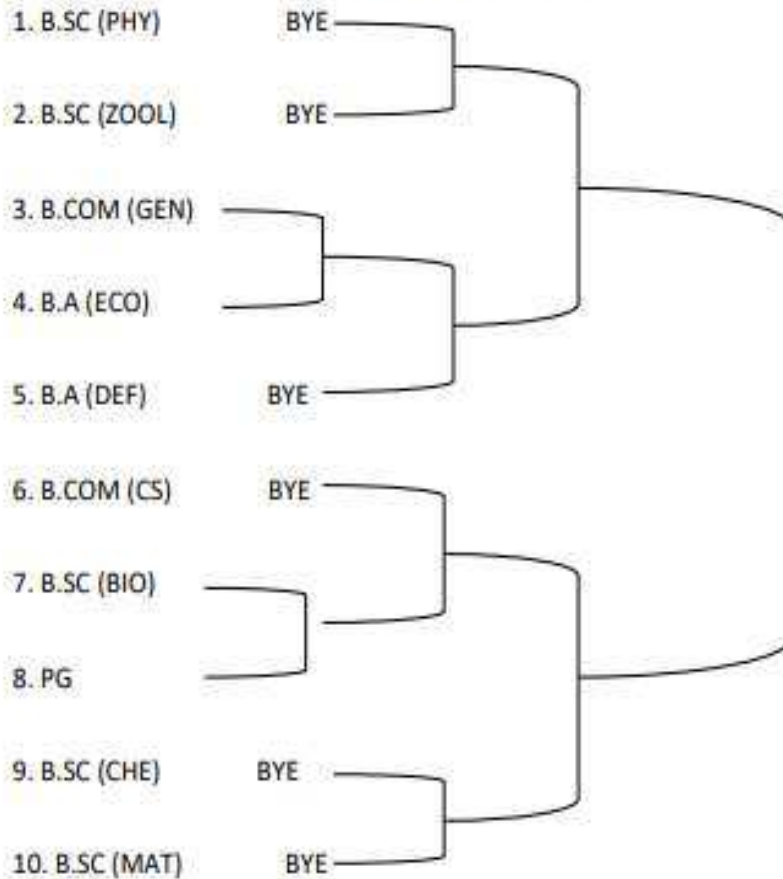 1. B.SC (PHY) BYE
2. B.SC (ZOOL) BYE
3. B.COM (GEN)
4. B.A (ECO)
5. B.A (DEF) BYE
6. B.COM (CS) BYE
7. B.SC (BIO)
8. PG
9. B.SC (CHE) BYE
10. B.SC (MAT) BYE